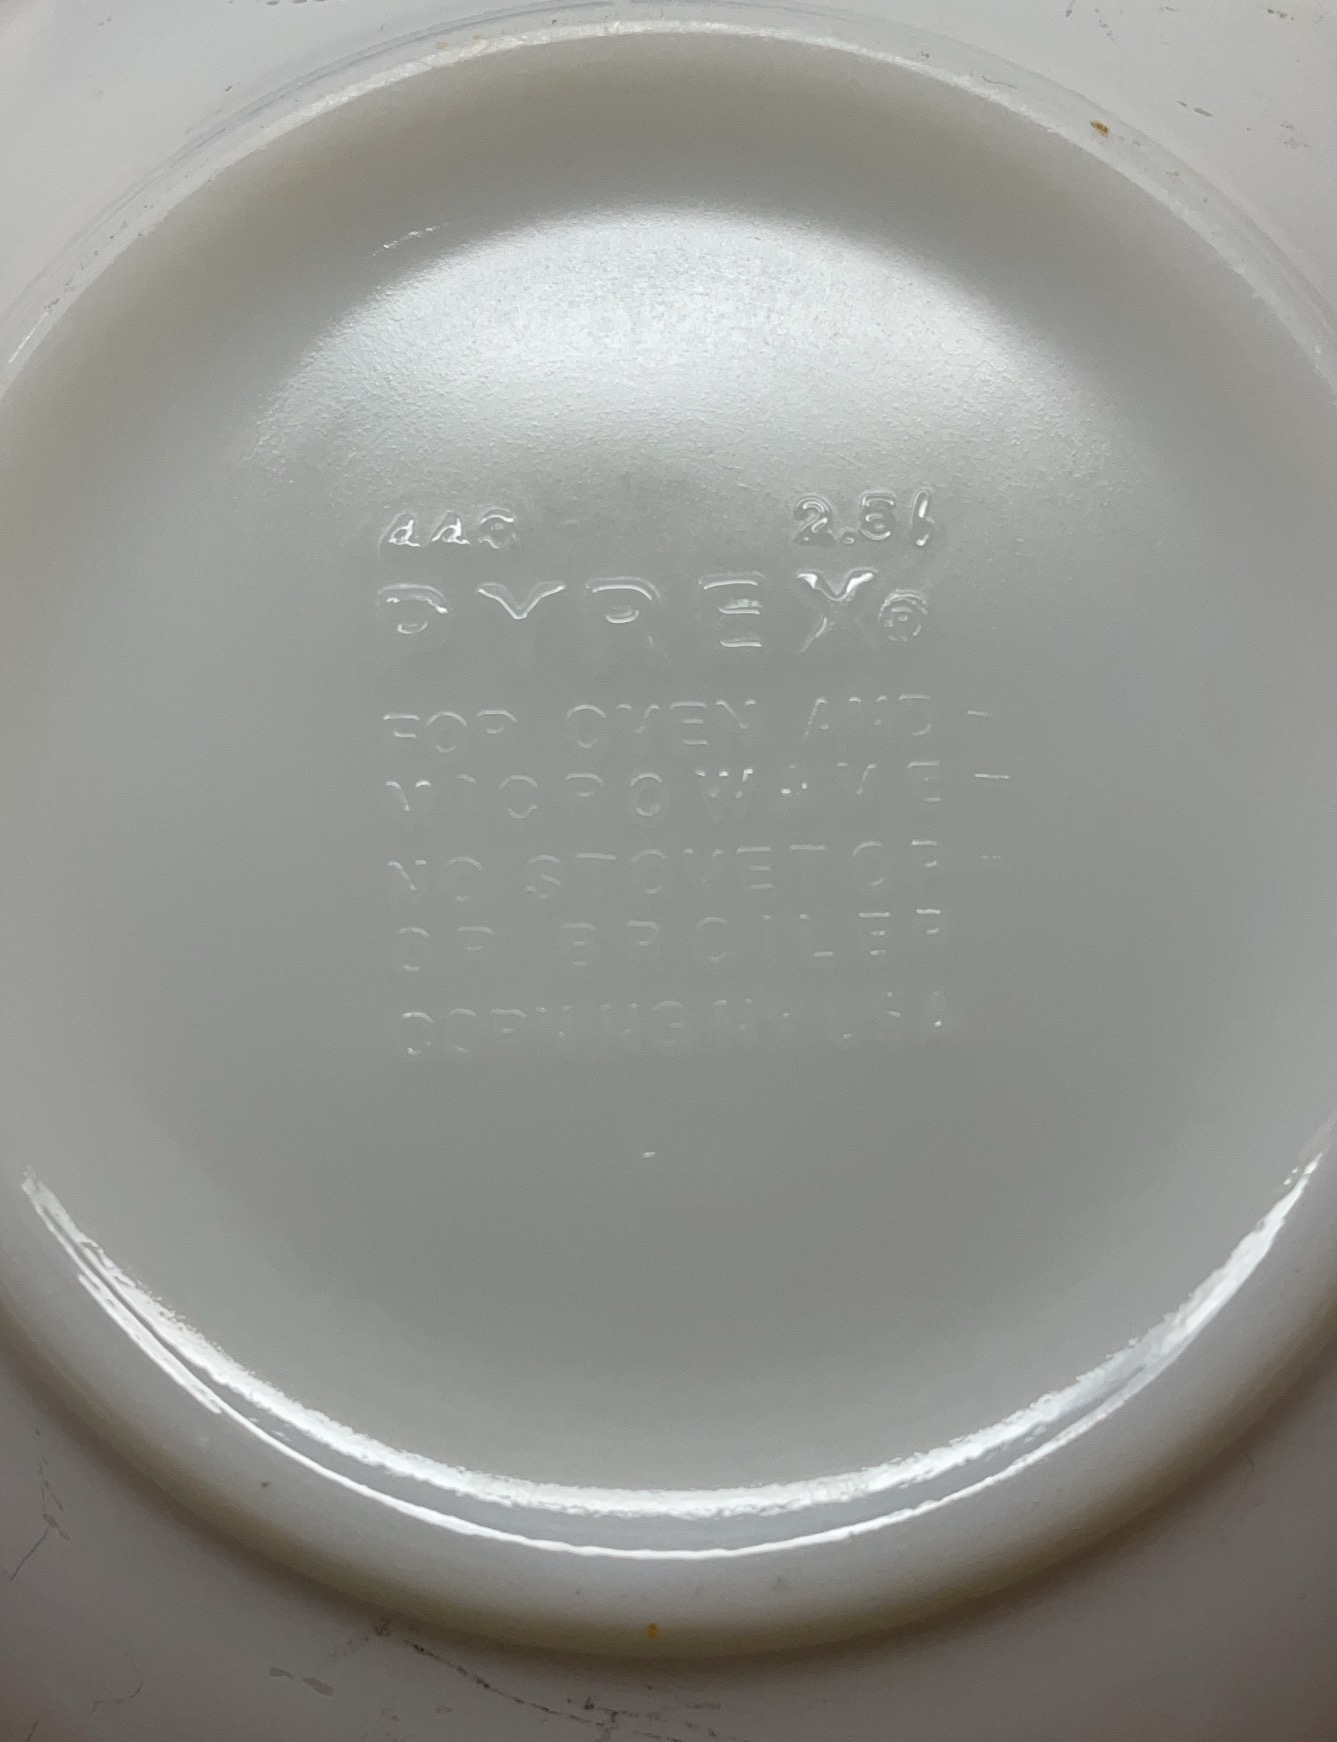 443 2.5 l
PYREX®
FOR OVEN AND -
MICROWAVE -
NO STOVETOP -
OR BROILER
CORNING NY USA